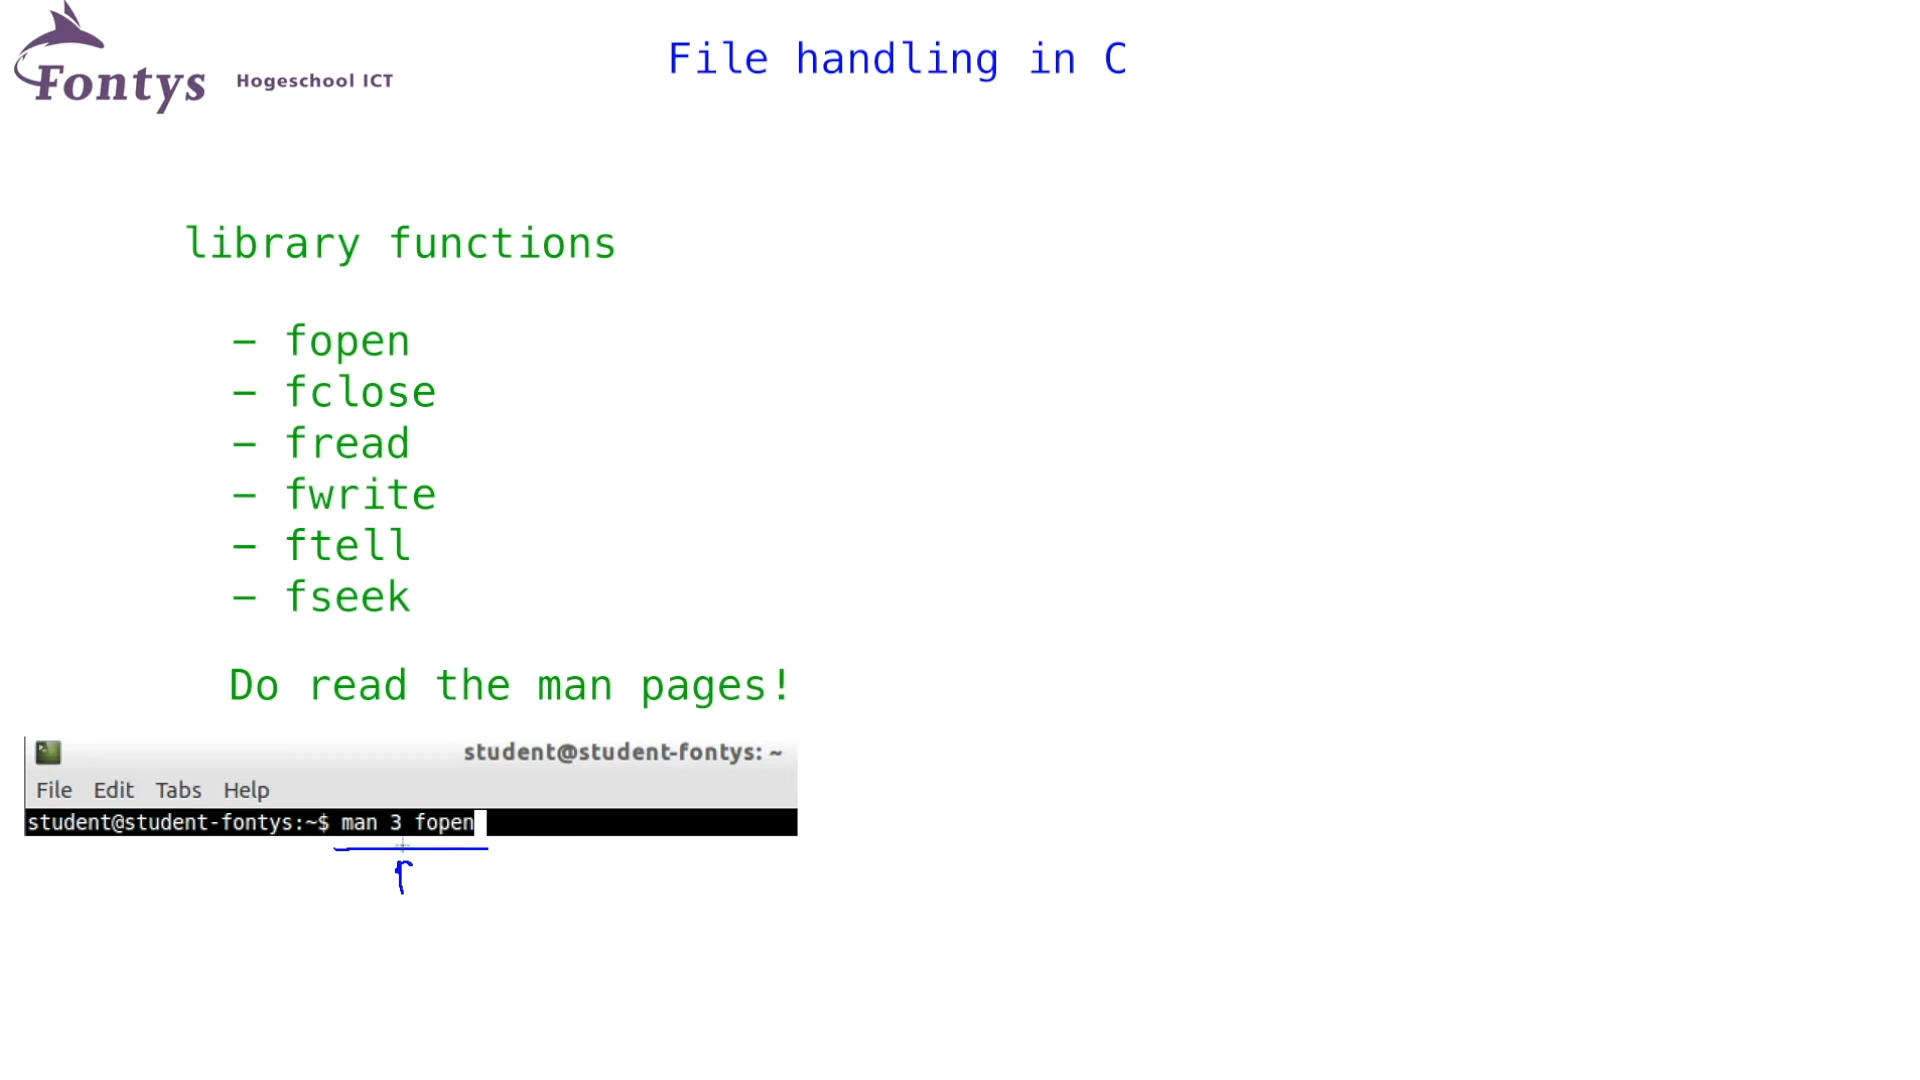 Fontys Hogeschool ICT
File handling in C
library functions
- fopen
- fclose
- fread
- fwrite
- ftell
- fseek
Do read the man pages!
student@student-fontys: ~
File Edit Tabs Help
student@student-fontys:~$ man 3 fopen